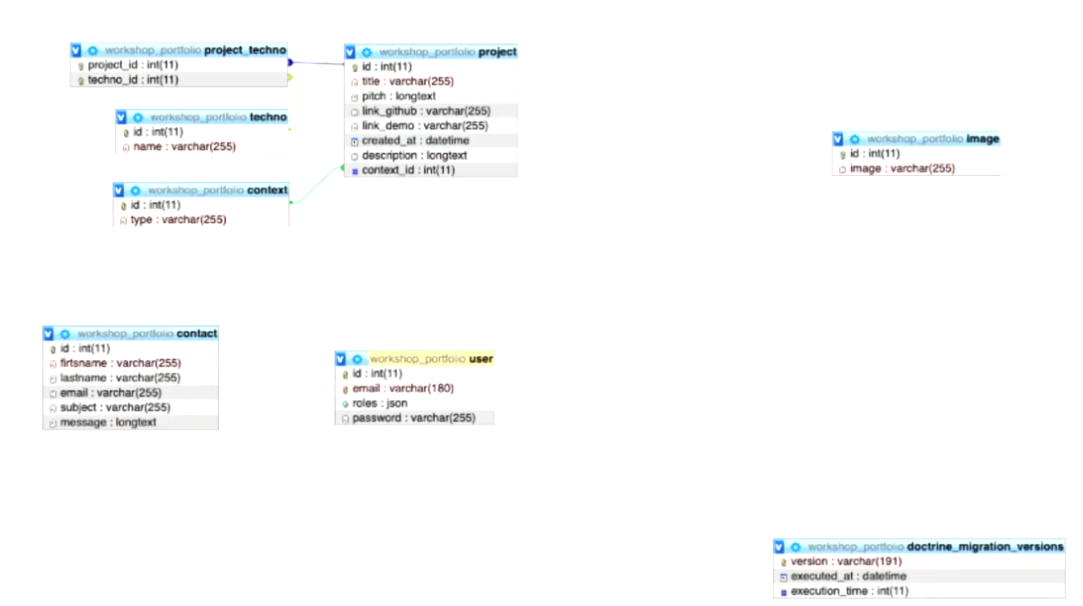 workshop_portfolio project_techno
project_id : int(11)
techno_id : int(11)
workshop_portfolio techno
id : int(11)
name : varchar(255)
workshop_portfolio context
id : int(11)
type : varchar(255)
workshop_portfolio project
id : int(11)
title : varchar(255)
pitch : longtext
link_github : varchar(255)
link_demo : varchar(255)
created_at : datetime
description : longtext
context_id : int(11)
workshop_portfolio image
id : int(11)
image : varchar(255)
workshop_portfolio contact
id : int(11)
firtsname : varchar(255)
lastname : varchar(255)
email : varchar(255)
subject : varchar(255)
message : longtext
workshop_portfolio user
id : int(11)
email : varchar(180)
roles : json
password : varchar(255)
workshop_portfolio doctrine_migration_versions
version : varchar(191)
executed_at : datetime
execution_time : int(11)